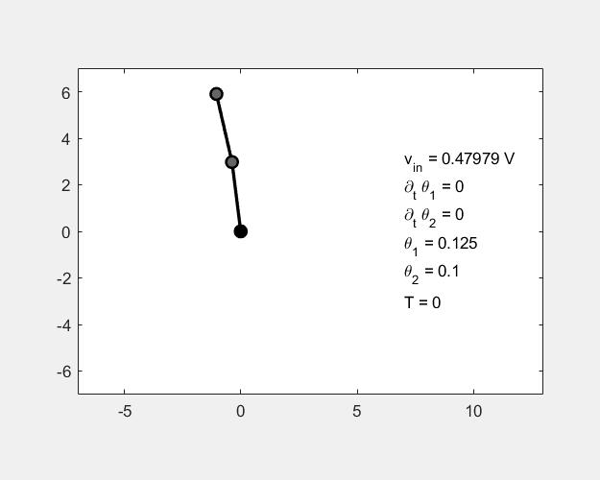 6
4
2
0
-2
-4
-6
-5 0 5 10
v_in = 0.47979 V
∂_t θ_1 = 0
∂_t θ_2 = 0
θ_1 = 0.125
θ_2 = 0.1
T = 0